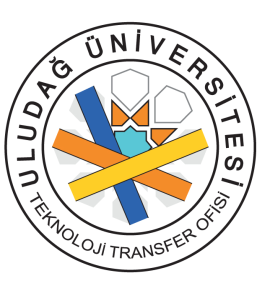 ULUDAĞ ÜNİVERSİTESİ
TEKNOLOJİ TRANSFER OFİSİ